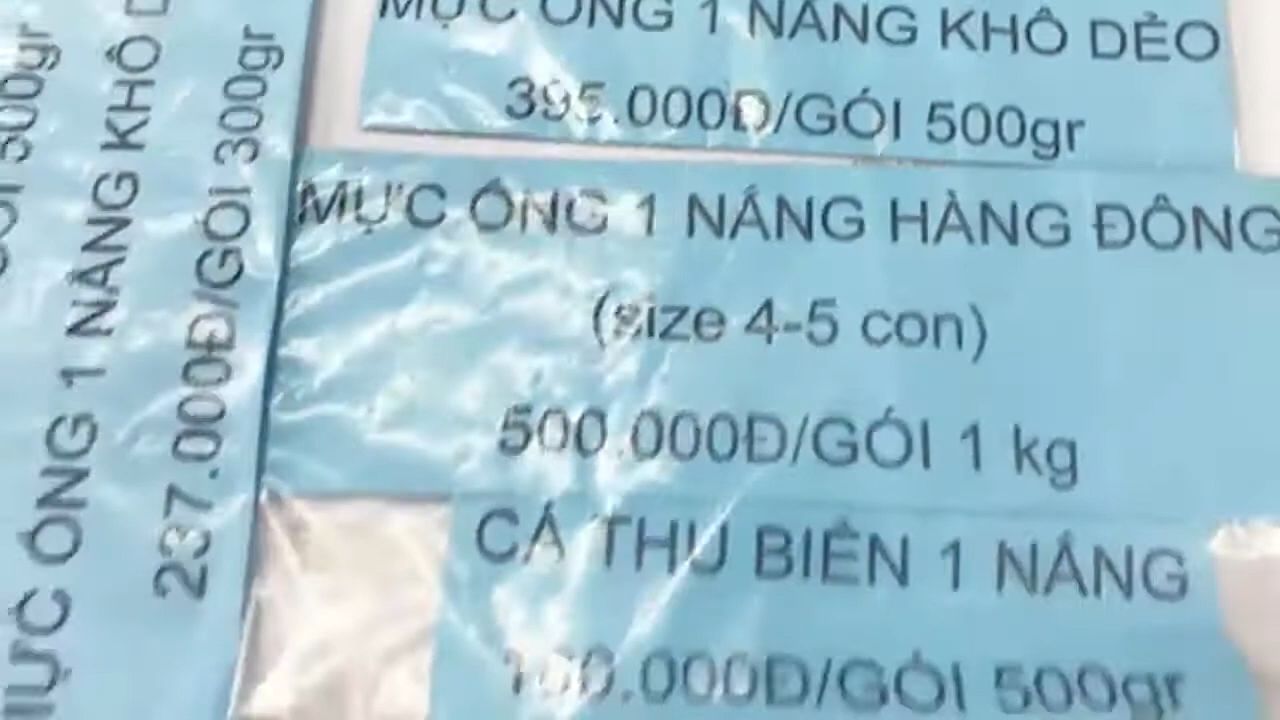 MỰC ỐNG 1 NẮNG KHÔ DẺO
395.000Đ/GÓI 500gr
MỰC ỐNG 1 NẮNG HÀNG ĐÔNG
(size 4-5 con)
500.000Đ/GÓI 1 kg
CÁ THU BIỂN 1 NẮNG
.000Đ/GÓI 500gr
MỰC ỐNG 1 NẮNG KHÔ
237.000Đ/GÓI 300gr
500gr